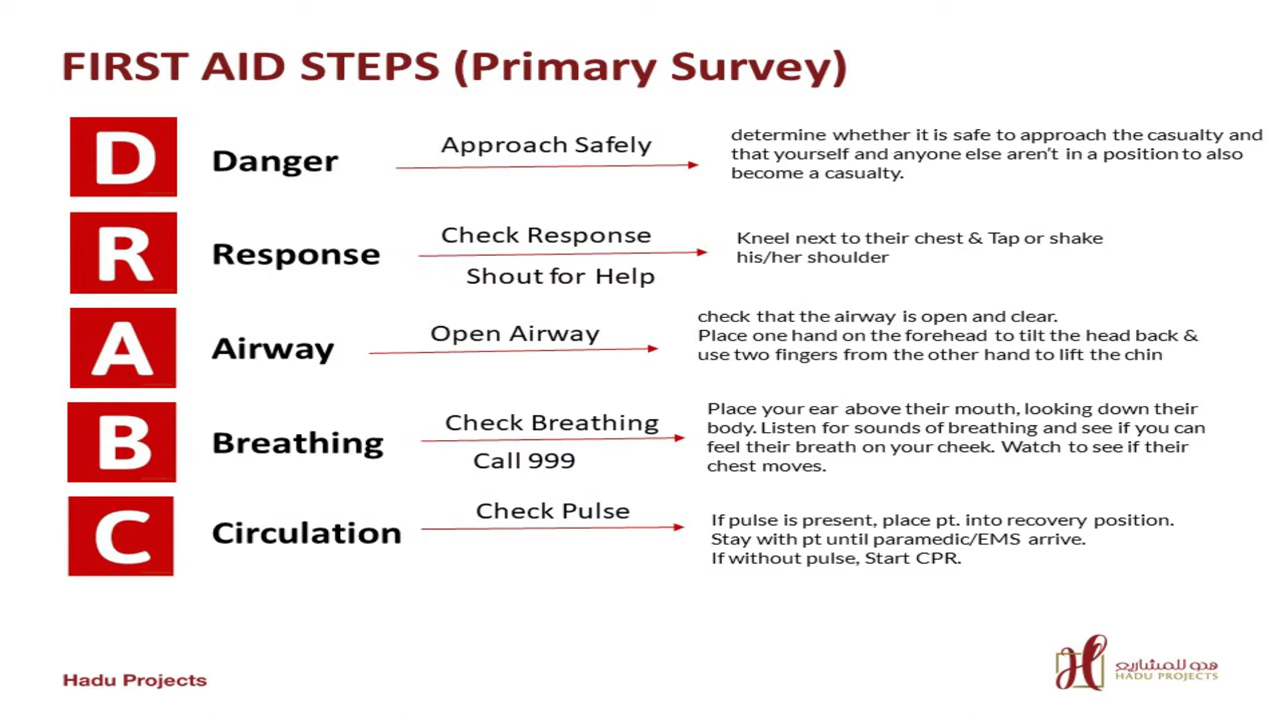 FIRST AID STEPS (Primary Survey)
D
Danger
Approach Safely
determine whether it is safe to approach the casualty and
that yourself and anyone else aren't in a position to also
become a casualty.
R
Response
Check Response
Shout for Help
Kneel next to their chest & Tap or shake
his/her shoulder
A
Airway
Open Airway
check that the airway is open and clear.
Place one hand on the forehead to tilt the head back &
use two fingers from the other hand to lift the chin
B
Breathing
Check Breathing
Call 999
Place your ear above their mouth, looking down their
body. Listen for sounds of breathing and see if you can
feel their breath on your cheek. Watch to see if their
chest moves.
C
Circulation
Check Pulse
If pulse is present, place pt. into recovery position.
Stay with pt until paramedic/EMS arrive.
If without pulse, Start CPR.
Hadu Projects
هدو للمشاريع
HADU PROJECTS